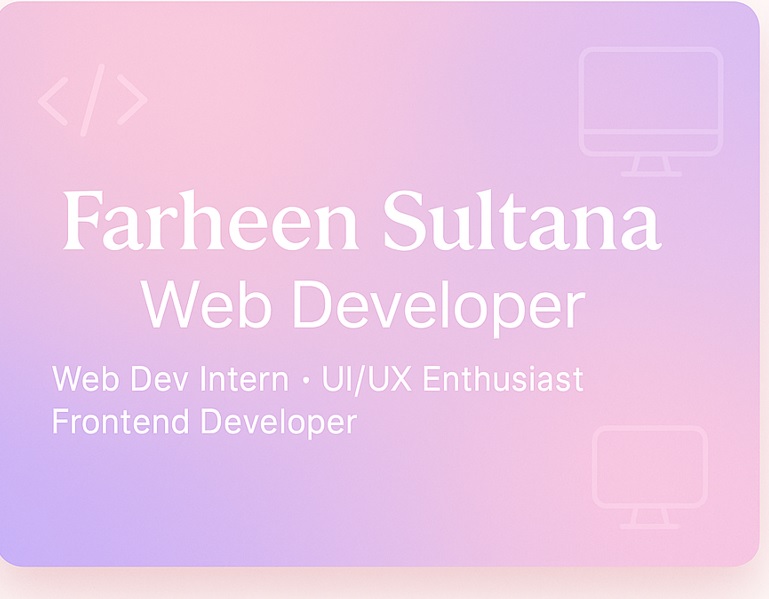 Farheen Sultana
Web Developer
Web Dev Intern • UI/UX Enthusiast
Frontend Developer